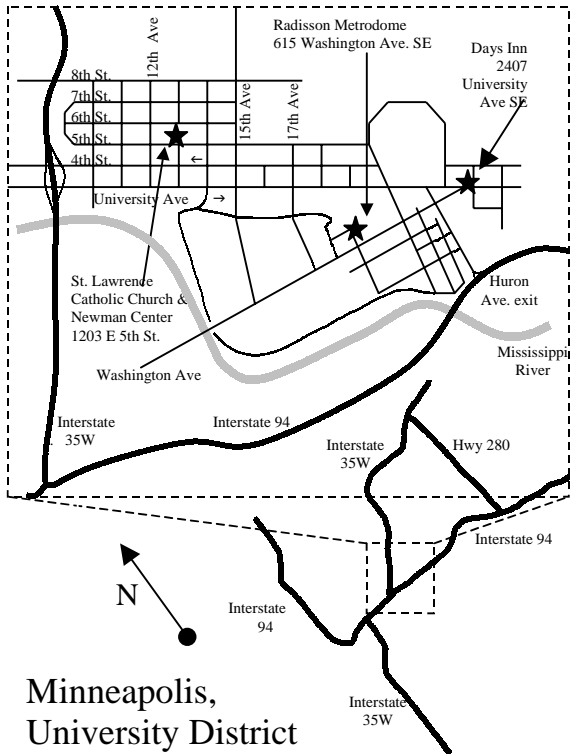 Radisson Metrodome
615 Washington Ave. SE
Days Inn
2407
University
Ave SE
12th Ave
15th Ave
17th Ave
8th St.
7th St.
6th St.
5th St.
4th St.
←
University Ave →
St. Lawrence
Catholic Church &
Newman Center
1203 E 5th St.
Huron
Ave. exit
Washington Ave
Mississippi
River
Interstate
35W
Interstate 94
Interstate
35W
Hwy 280
Interstate 94
N
Interstate
94
Interstate
35W
Minneapolis,
University District